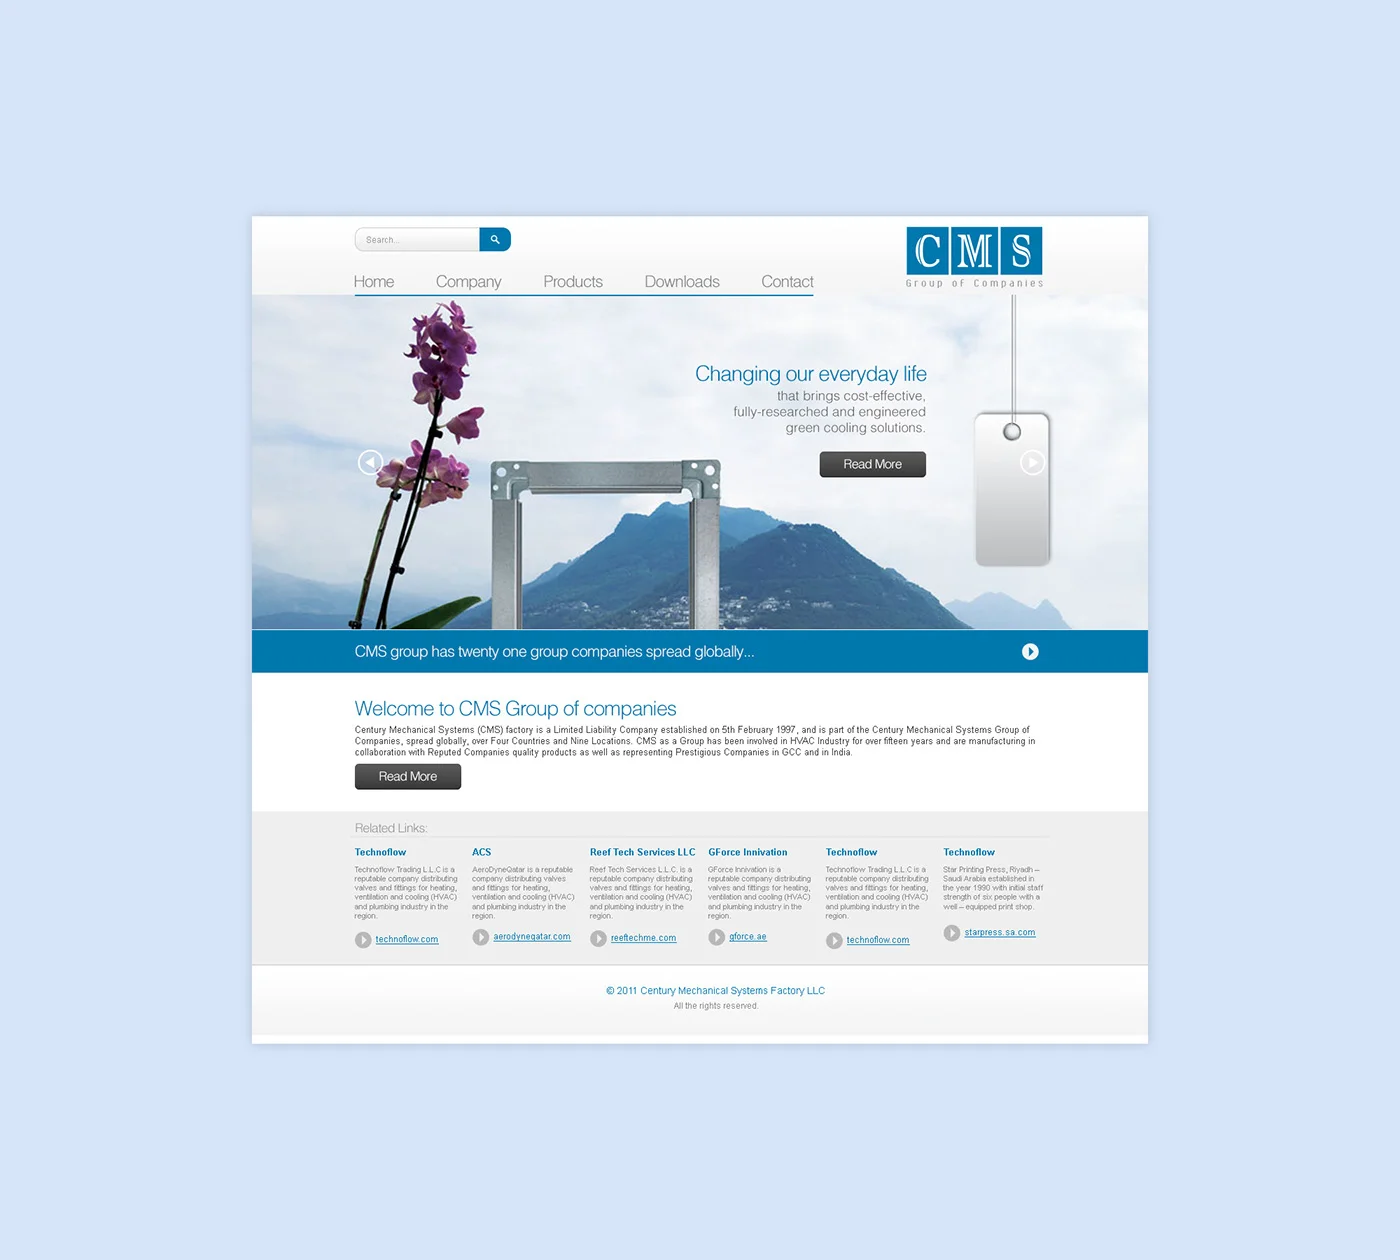 Search...
CMS
Group of Companies
Home Company Products Downloads Contact
Changing our everyday life
that brings cost-effective,
fully-researched and engineered
green cooling solutions.
Read More
CMS group has twenty one group companies spread globally...
Welcome to CMS Group of companies
Century Mechanical Systems (CMS) factory is a Limited Liability Company established on 5th February 1997, and is part of the Century Mechanical Systems Group of
Companies, spread globally, over Four Countries and Nine Locations. CMS as a Group has been involved in HVAC Industry for over fifteen years and are manufacturing in
collaboration with Reputed Companies quality products as well as representing Prestigious Companies in GCC and in India.
Read More
Related Links:
Technoflow
Technoflow Trading L.L.C is a
reputable company distributing
valves and fittings for heating,
ventilation and cooling (HVAC)
and plumbing industry in the
region.
technoflow.com
ACS
AeroDyneQatar is a reputable
company distributing valves
and fittings for heating,
ventilation and cooling (HVAC)
and plumbing industry in the
region.
aerodyneqatar.com
Reef Tech Services LLC
Reef Tech Services L.L.C. is a
reputable company distributing
valves and fittings for heating,
ventilation and cooling (HVAC)
and plumbing industry in the
region.
reeftechme.com
GForce Innivation
GForce Innivation is a
reputable company distributing
valves and fittings for heating,
ventilation and cooling (HVAC)
and plumbing industry in the
region.
gforce.ae
Technoflow
Technoflow Trading L.L.C is a
reputable company distributing
valves and fittings for heating,
ventilation and cooling (HVAC)
and plumbing industry in the
region.
technoflow.com
Technoflow
Star Printing Press, Riyadh –
Saudi Arabia established in
the year 1990 with initial staff
strength of six people with a
well – equipped print shop.
starpress.sa.com
© 2011 Century Mechanical Systems Factory LLC
All the rights reserved.